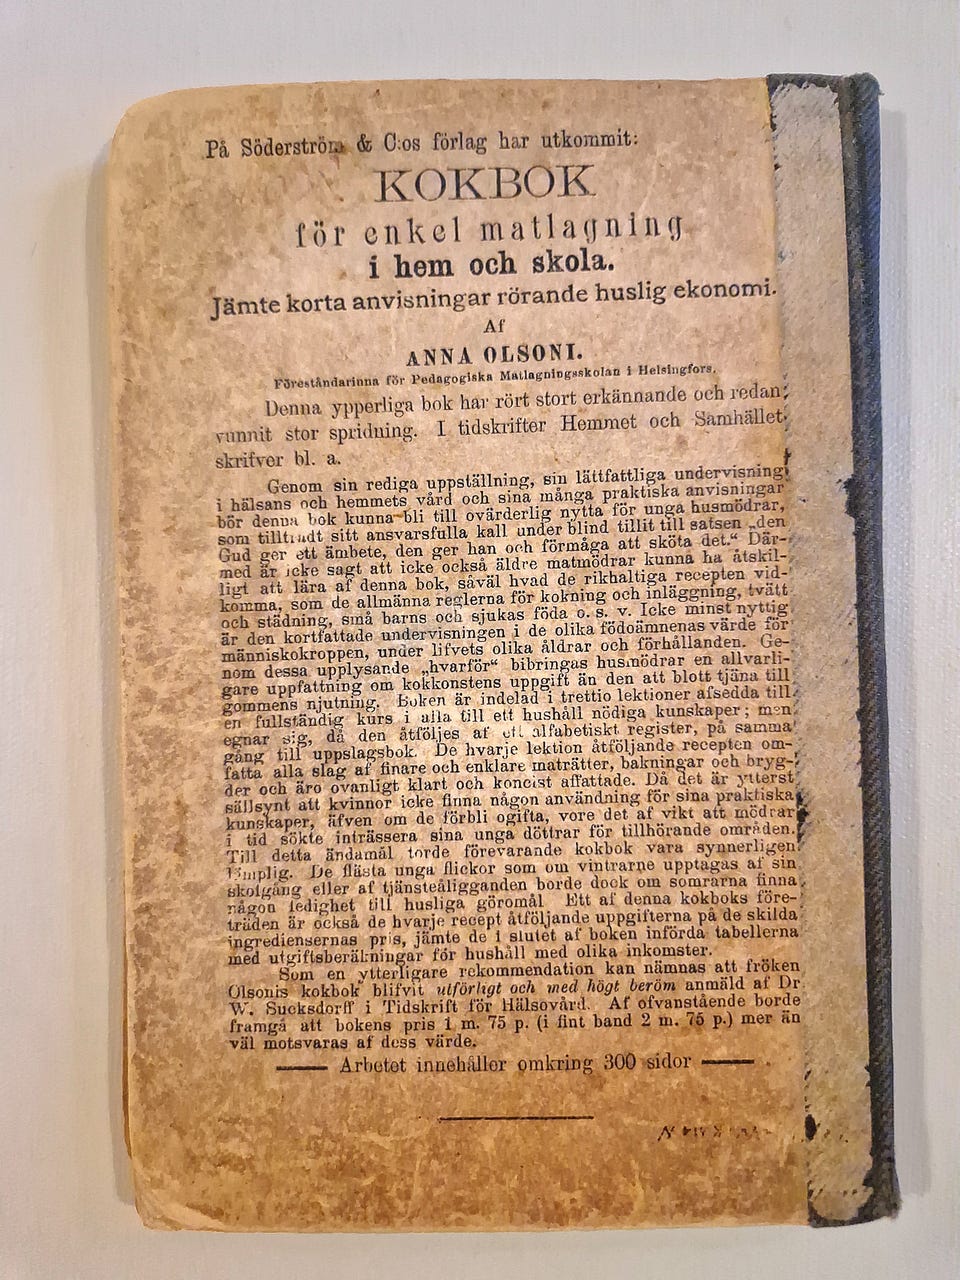 På Söderström & C:os förlag har utkommit:
KOKBOK
för enkel matlagning
i hem och skola.
Jämte korta anvisningar rörande huslig ekonomi.
Af
ANNA OLSONI.
Föreståndarinna för Pedagogiska Matlagningsskolan i Helsingfors.
Denna ypperliga bok har rört stort erkännande och redan
vunnit stor spridning. I tidskrifter Hemmet och Samhället
skrifver bl. a.
Genom sin rediga uppställning, sin lättfattliga undervisning
i hälsans och hemmets vård och sina många praktiska anvisningar
bör denna bok kunna bli till ovärderlig nytta för unga husmödrar,
som tillträdt sitt ansvarsfulla kall under blind tillit till satsen „den
Gud ger ett ämbete, den ger han och förmåga att sköta det.“ Där-
med är icke sagt att icke också äldre matmödrar kunna ha åtskil-
ligt att lära af denna bok, såväl hvad de rikhaltiga recepten vid-
komma, som de allmänna reglerna för kokning och inläggning, tvätt
och städning, små barns och sjukas föda o. s. v. Icke minst nyttig
är den kortfattade undervisningen i de olika födoämnenas värde för
människokroppen, under lifvets olika åldrar och förhållanden. Ge-
nom dessa upplysande „hvarför“ bibringas husmödrar en allvarli-
gare uppfattning om kokkonstens uppgift än den att blott tjäna till
gommens njutning. Boken är indelad i trettio lektioner afsedda till
en fullständig kurs i alla till ett hushåll nödiga kunskaper; men
egnar sig, då den åtföljes af ett alfabetiskt register, på samma
gång till uppslagsbok. De hvarje lektion åtföljande recepten om-
fatta alla slag af finare och enklare maträtter, bakningar och bryg-
der och äro ovanligt klart och koncist affattade. Då det är ytterst
sällsynt att kvinnor icke finna någon användning för sina praktiska
kunskaper, äfven om de förbli ogifta, vore det af vikt att mödrar
i tid sökte inträssera sina unga döttrar för tillhörande områden.
Till detta ändamål torde förevarande kokbok vara synnerligen
lämplig. De flästa unga flickor som om vintrarne upptagas af sin
skolgång eller af tjänsteåligganden borde dock om somrarna finna
någon ledighet till husliga göromål. Ett af denna kokboks före-
träden är också de hvarje recept åtföljande uppgifterna på de skilda
ingrediensernas pris, jämte de i slutet af boken införda tabellerna
med utgiftsberäkningar för hushåll med olika inkomster.
Som en ytterligare rekommendation kan nämnas att fröken
Olsonis kokbok blifvit utförligt och med högt beröm anmäld af Dr
W. Sucksdorff i Tidskrift för Hälsovård. Af ofvanstående borde
framgå att bokens pris 1 m. 75 p. (i fint band 2 m. 75 p.) mer än
väl motsvaras af dess värde.
Arbetet innehåller omkring 300 sidor